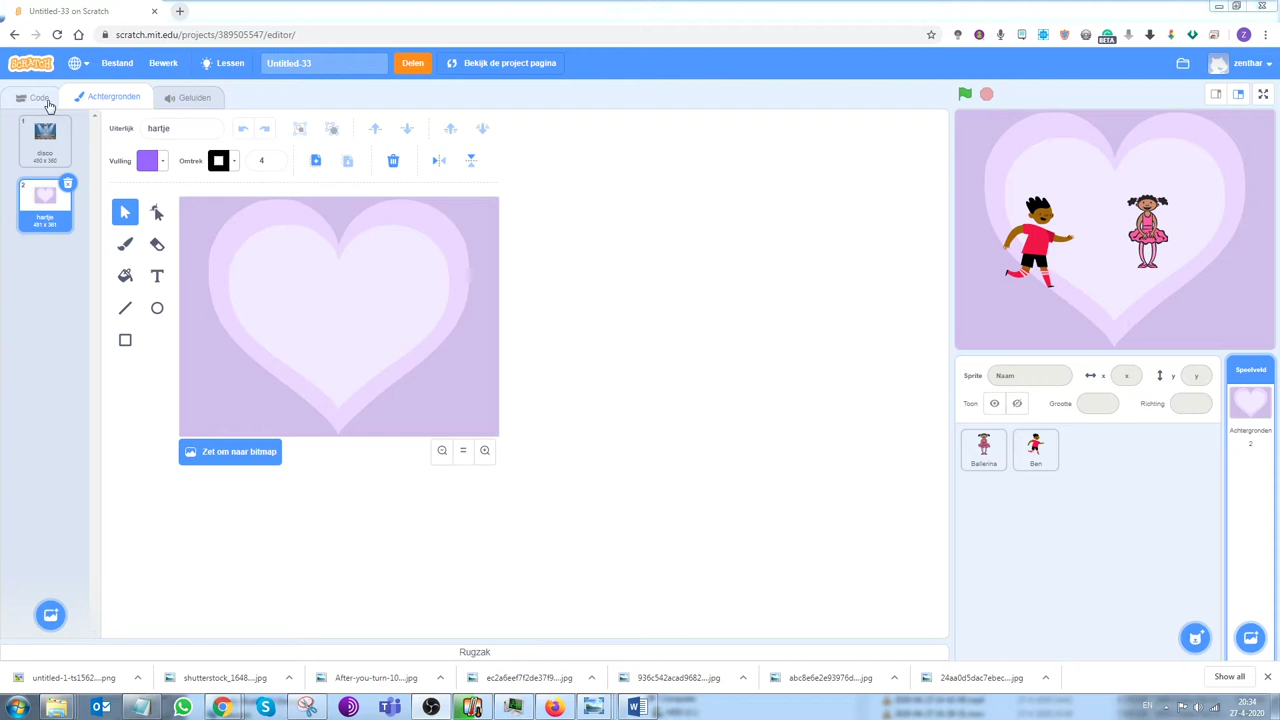 Untitled-33 on Scratch
scratch.mit.edu/projects/389505547/editor/
BETA
Z
SCRATCH
Bestand
Bewerk
Lessen
Untitled-33
Delen
Bekijk de project pagina
zenthar
Code
Achtergronden
Geluiden
1
disco
480 x 360
2
hartje
481 x 361
Uiterlijk
hartje
Vulling
Omtrek
4
T
Zet om naar bitmap
Sprite
Naam
x
x
y
y
Toon
Grootte
Richting
Ballerina
Ben
Speelveld
Achtergronden
2
Rugzak
untitled-1-ts1562....png
shutterstock_1648....jpg
After-you-turn-10....jpg
ec2a6eef7f2de37f9....jpg
936c542acad9682....jpg
abc8e6e2e93976d....jpg
24aa0d5dac7ebec....jpg
Show all
EN
20:34
27-4-2020